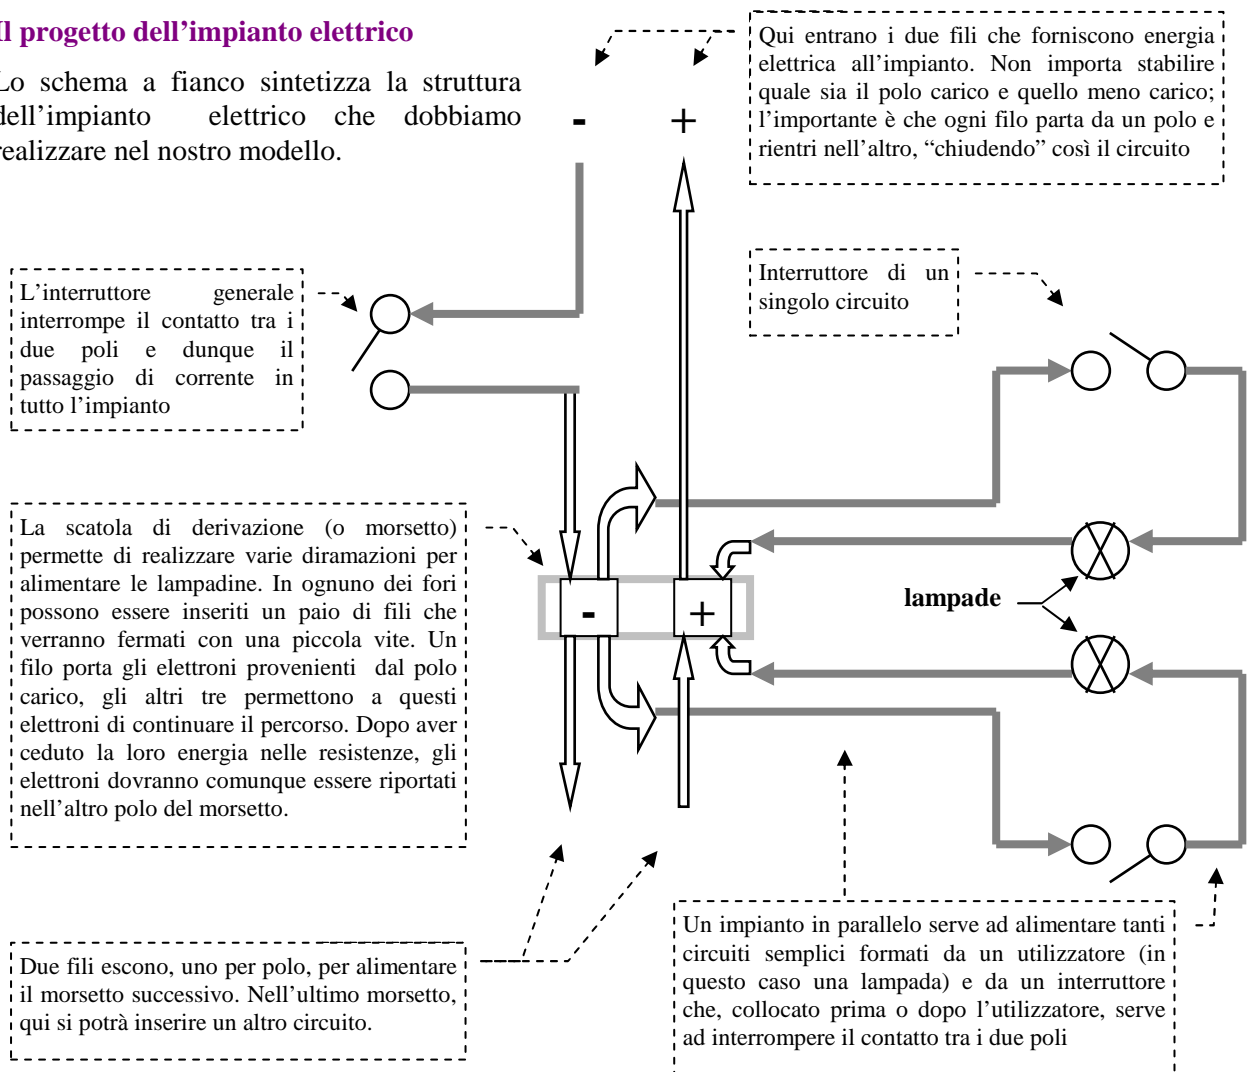 Il progetto dell’impianto elettrico
Lo schema a fianco sintetizza la struttura
dell’impianto elettrico che dobbiamo
realizzare nel nostro modello.
Qui entrano i due fili che forniscono energia
elettrica all’impianto. Non importa stabilire
quale sia il polo carico e quello meno carico;
l’importante è che ogni filo parta da un polo e
rientri nell’altro, “chiudendo” così il circuito
- +
L’interruttore generale
interrompe il contatto tra i
due poli e dunque il
passaggio di corrente in
tutto l’impianto
Interruttore di un
singolo circuito
La scatola di derivazione (o morsetto)
permette di realizzare varie diramazioni per
alimentare le lampadine. In ognuno dei fori
possono essere inseriti un paio di fili che
verranno fermati con una piccola vite. Un
filo porta gli elettroni provenienti dal polo
carico, gli altri tre permettono a questi
elettroni di continuare il percorso. Dopo aver
ceduto la loro energia nelle resistenze, gli
elettroni dovranno comunque essere riportati
nell’altro polo del morsetto.
- +
lampade
Due fili escono, uno per polo, per alimentare
il morsetto successivo. Nell’ultimo morsetto,
qui si potrà inserire un altro circuito.
Un impianto in parallelo serve ad alimentare tanti
circuiti semplici formati da un utilizzatore (in
questo caso una lampada) e da un interruttore
che, collocato prima o dopo l’utilizzatore, serve
ad interrompere il contatto tra i due poli